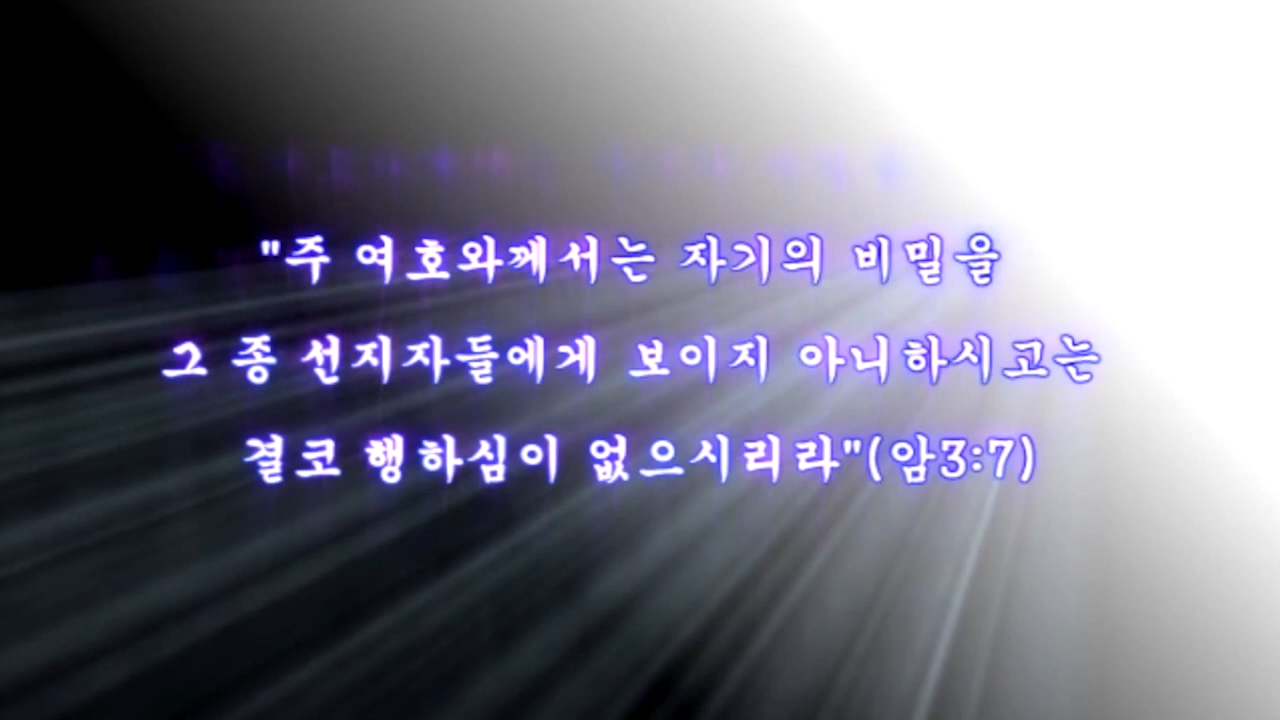 "주 여호와께서는 자기의 비밀을
그 종 선지자들에게 보이지 아니하시고는
결코 행하심이 없으시리라"(암3:7)